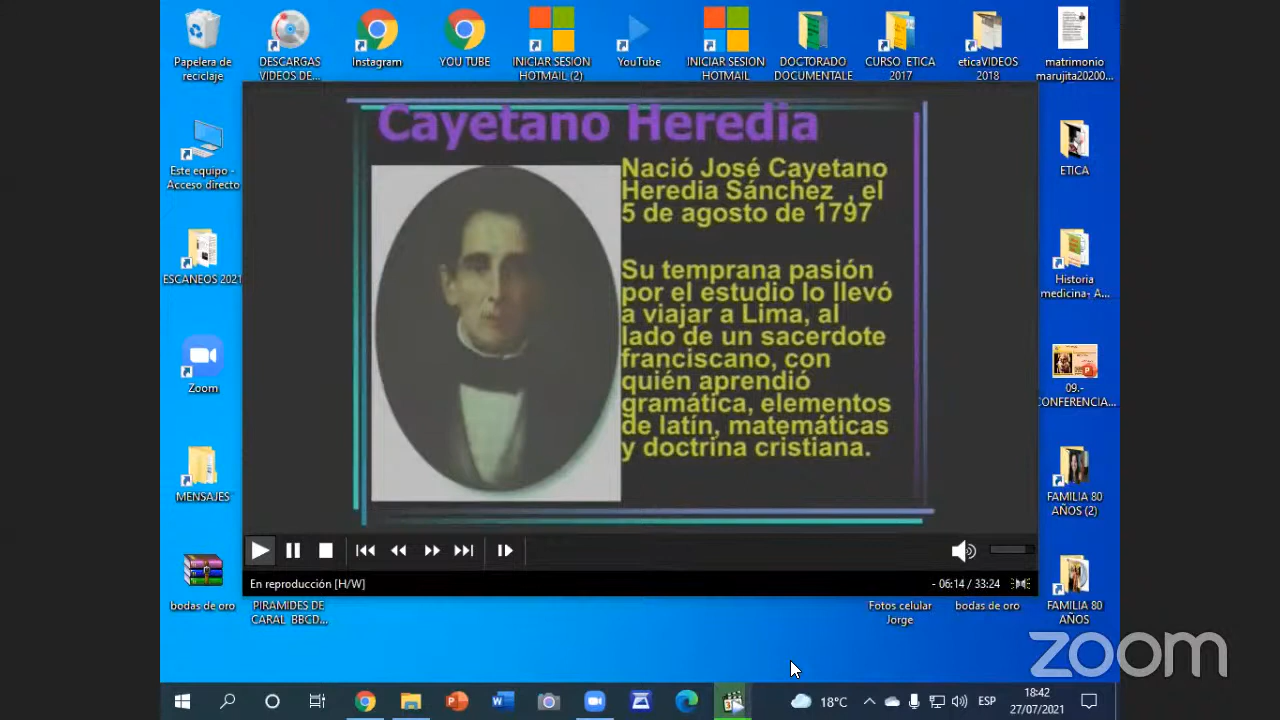 Papelera de
reciclaje
DESCARGAS
VIDEOS DE...
Instagram
YOU TUBE
INICIAR SESION
HOTMAIL (2)
YouTube
INICIAR SESION
HOTMAIL
DOCTORADO
DOCUMENTALE
CURSO ETICA
2017
eticaVIDEOS
2018
matrimonio
marujita20200...
Este equipo -
Acceso directo
ETICA
ESCANEOS 2021
Historia
medicina- A...
Zoom
09.-
CONFERENCIA...
MENSAJES
FAMILIA 80
AÑOS (2)
bodas de oro
PIRAMIDES DE
CARAL BBCD...
Fotos celular
Jorge
bodas de oro
FAMILIA 80
AÑOS
Cayetano Heredia
Nació José Cayetano
Heredia Sánchez , el
5 de agosto de 1797
Su temprana pasión
por el estudio lo llevó
a viajar a Lima, al
lado de un sacerdote
franciscano, con
quién aprendió
gramática, elementos
de latín, matemáticas
y doctrina cristiana.
En reproducción [H/W]
- 06:14 / 33:24
zoom
18°C
ESP
18:42
27/07/2021